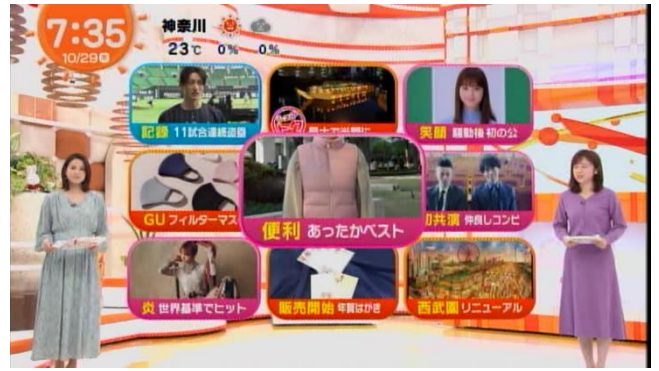 7:35
10/29
神奈川
23℃ 0% 0%
記録 11試合連続盗塁
笑顔 騒動後 初の公
GU フィルターマス
便利 あったかベスト
初共演 仲良しコンビ
炎 世界基準でヒット
販売開始 年賀はがき
西武園 リニューアル